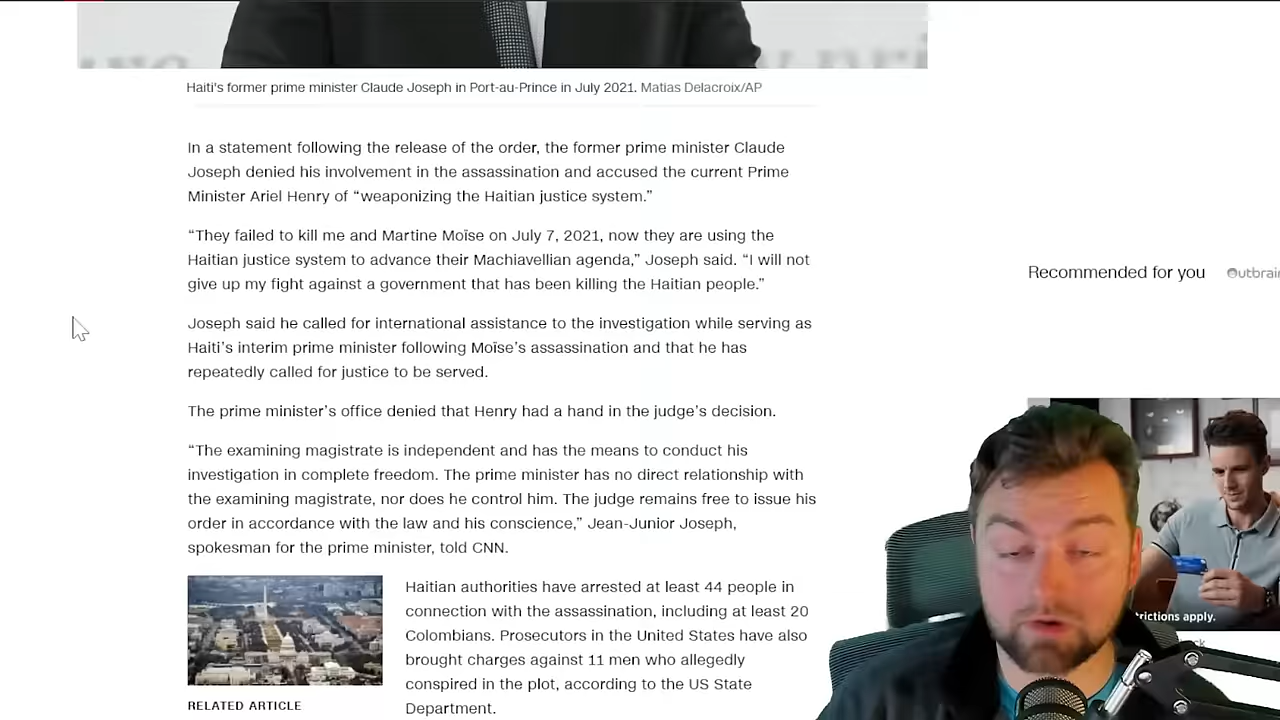 Haiti's former prime minister Claude Joseph in Port-au-Prince in July 2021. Matias Delacroix/AP
In a statement following the release of the order, the former prime minister Claude
Joseph denied his involvement in the assassination and accused the current Prime
Minister Ariel Henry of “weaponizing the Haitian justice system.”
“They failed to kill me and Martine Moïse on July 7, 2021, now they are using the
Haitian justice system to advance their Machiavellian agenda,” Joseph said. “I will not
give up my fight against a government that has been killing the Haitian people.”
Joseph said he called for international assistance to the investigation while serving as
Haiti’s interim prime minister following Moïse’s assassination and that he has
repeatedly called for justice to be served.
The prime minister’s office denied that Henry had a hand in the judge’s decision.
“The examining magistrate is independent and has the means to conduct his
investigation in complete freedom. The prime minister has no direct relationship with
the examining magistrate, nor does he control him. The judge remains free to issue his
order in accordance with the law and his conscience,” Jean-Junior Joseph,
spokesman for the prime minister, told CNN.
Haitian authorities have arrested at least 44 people in
connection with the assassination, including at least 20
Colombians. Prosecutors in the United States have also
brought charges against 11 men who allegedly
conspired in the plot, according to the US State
Department.
RELATED ARTICLE
Recommended for you
Outbrain
trictions apply.